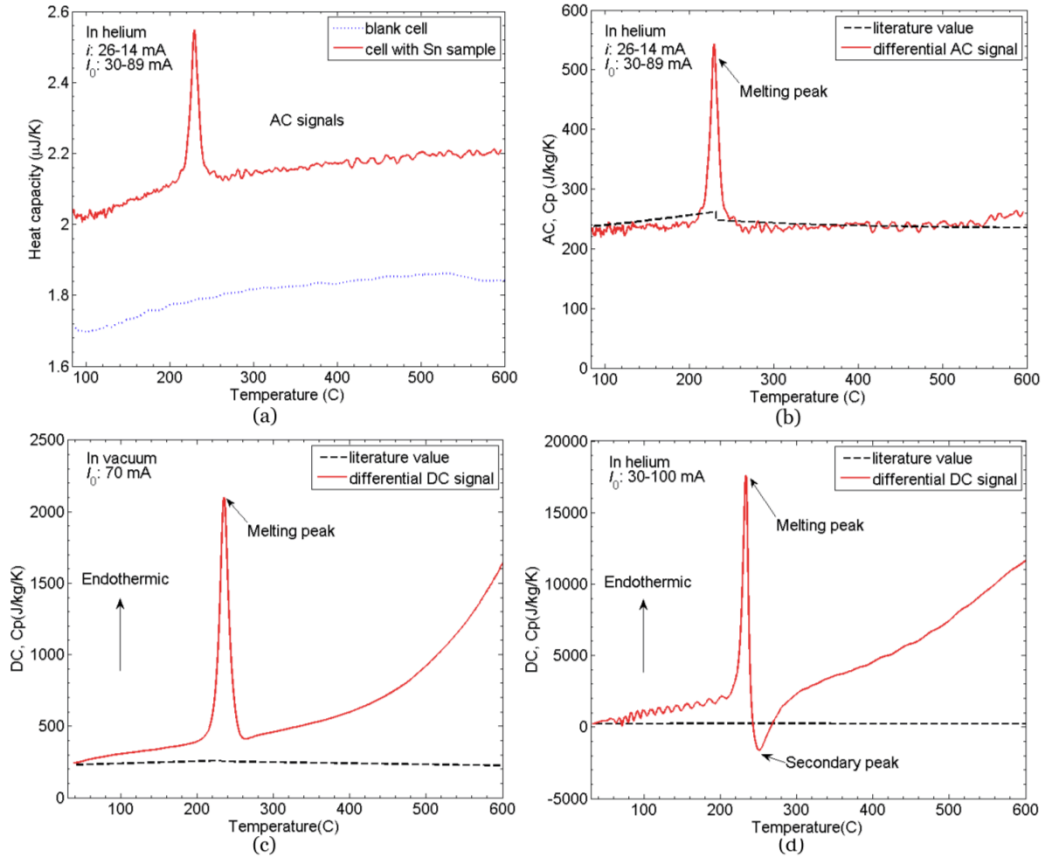 In helium
i: 26-14 mA
I0: 30-89 mA
blank cell
cell with Sn sample
AC signals
Heat capacity (μJ/K)
2.6
2.4
2.2
2
1.8
1.6
100 200 300 400 500 600
Temperature (C)
(a)
In helium
i: 26-14 mA
I0: 30-89 mA
literature value
differential AC signal
Melting peak
AC, Cp (J/kg/K)
600
500
400
300
200
100
0
100 200 300 400 500 600
Temperature (C)
(b)
In vacuum
I0: 70 mA
literature value
differential DC signal
Melting peak
Endothermic
DC, Cp(J/kg/K)
2500
2000
1500
1000
500
0
100 200 300 400 500 600
Temperature(C)
(c)
In helium
I0: 30-100 mA
literature value
differential DC signal
Melting peak
Endothermic
Secondary peak
DC, Cp(J/kg/K)
20000
15000
10000
5000
0
-5000
100 200 300 400 500 600
Temperature(C)
(d)